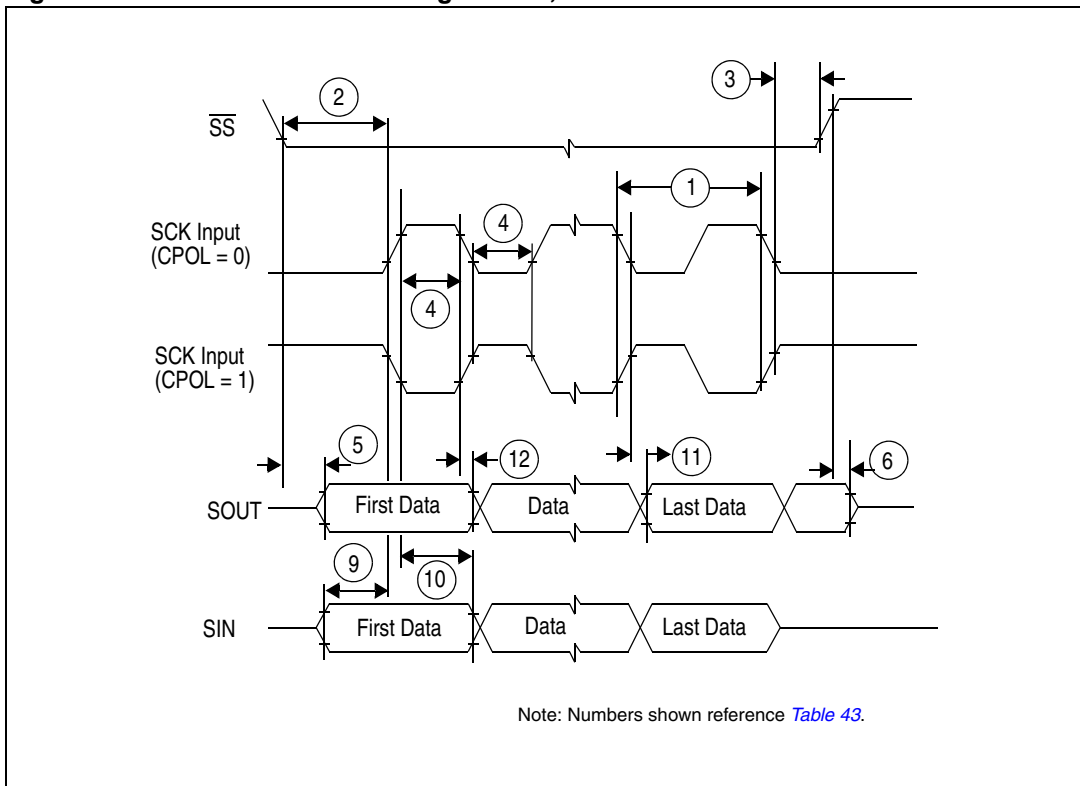 2
3
SS
1
SCK Input
(CPOL = 0)
4
4
SCK Input
(CPOL = 1)
5
12
11
6
SOUT
First Data
Data
Last Data
9
10
SIN
First Data
Data
Last Data
Note: Numbers shown reference Table 43.